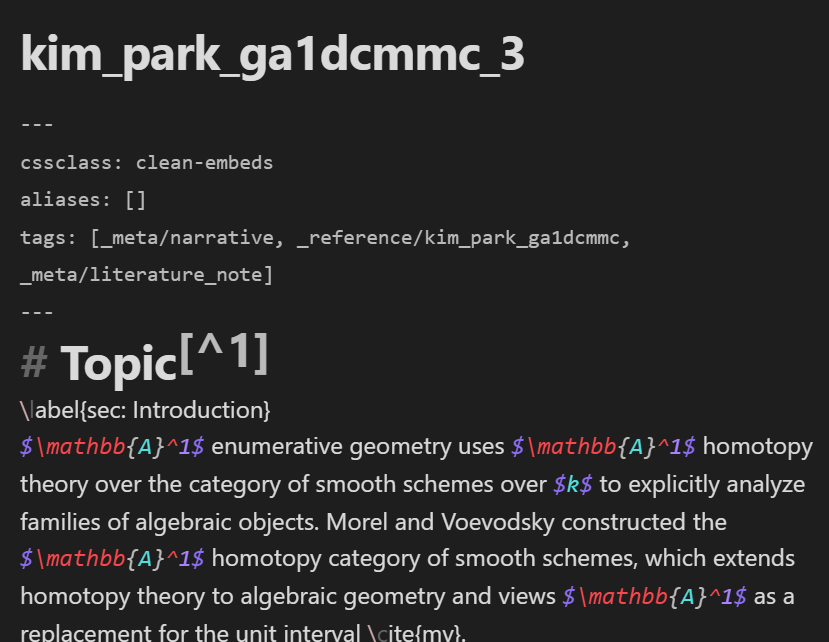 kim_park_ga1dcmmc_3
---
cssclass: clean-embeds
aliases: []
tags: [_meta/narrative, _reference/kim_park_ga1dcmmc,
_meta/literature_note]
---
# Topic[^1]
\label{sec: Introduction}
$\mathbb{A}^1$ enumerative geometry uses $\mathbb{A}^1$ homotopy
theory over the category of smooth schemes over $k$ to explicitly analyze
families of algebraic objects. Morel and Voevodsky constructed the
$\mathbb{A}^1$ homotopy category of smooth schemes, which extends
homotopy theory to algebraic geometry and views $\mathbb{A}^1$ as a
replacement for the unit interval \cite{mv}.